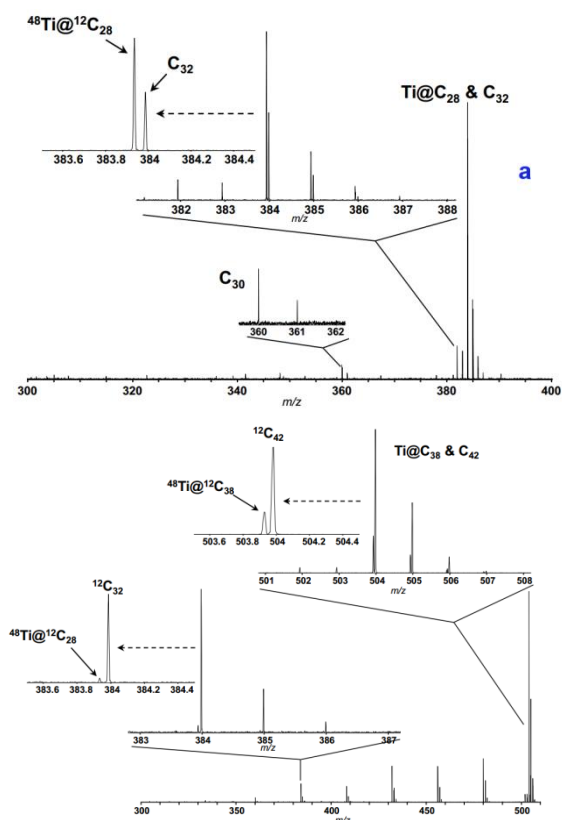 48Ti@12C28
C32
Ti@C28 & C32
383.6 383.8 384 384.2 384.4
a
382 383 384 385 386 387 388
m/z
C30
360 361 362
300 320 340 360 380 400
m/z
12C42
Ti@C38 & C42
48Ti@12C38
503.6 503.8 504 504.2 504.4
501 502 503 504 505 506 507 508
m/z
12C32
48Ti@12C28
383.6 383.8 384 384.2 384.4
383 384 385 386 387
m/z
300 400 450 500
m/z